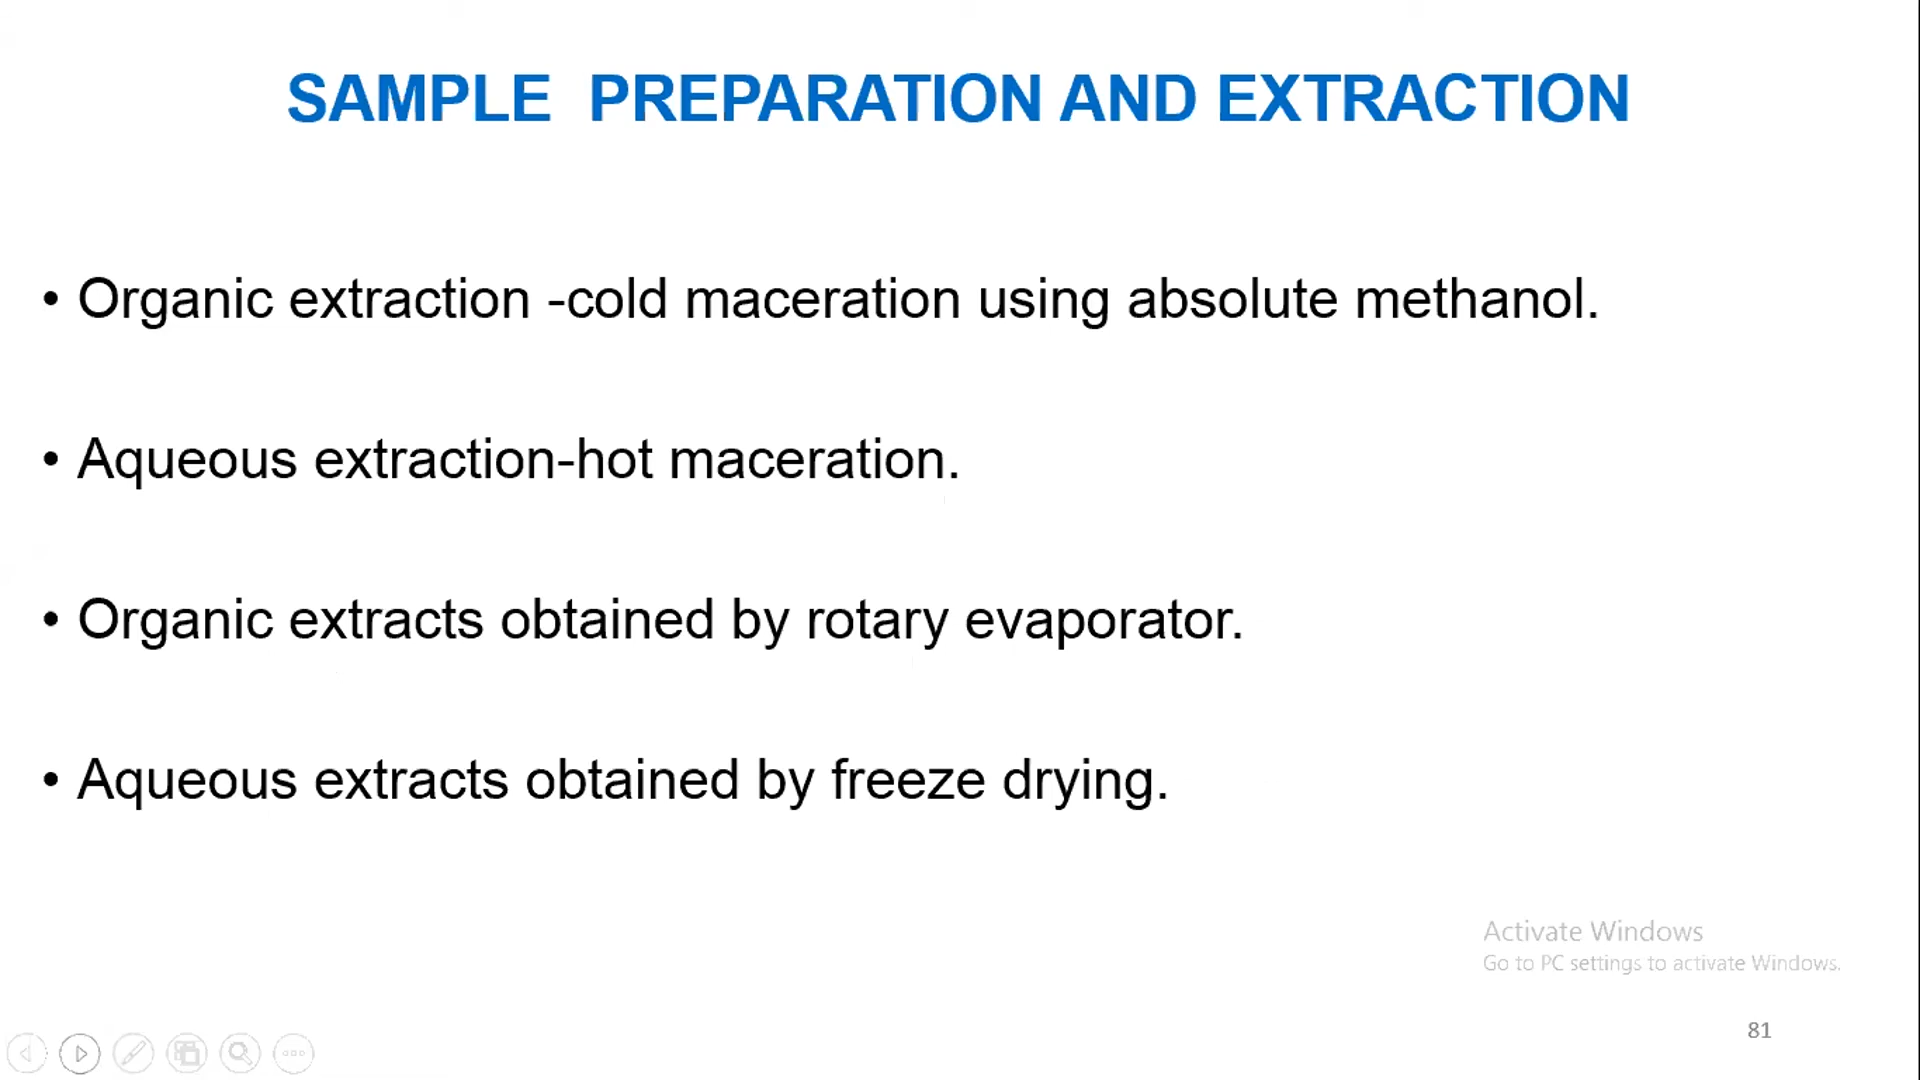 SAMPLE  PREPARATION AND EXTRACTION
• Organic extraction -cold maceration using absolute methanol.
• Aqueous extraction-hot maceration.
• Organic extracts obtained by rotary evaporator.
• Aqueous extracts obtained by freeze drying.
Activate Windows
Go to PC settings to activate Windows.
81